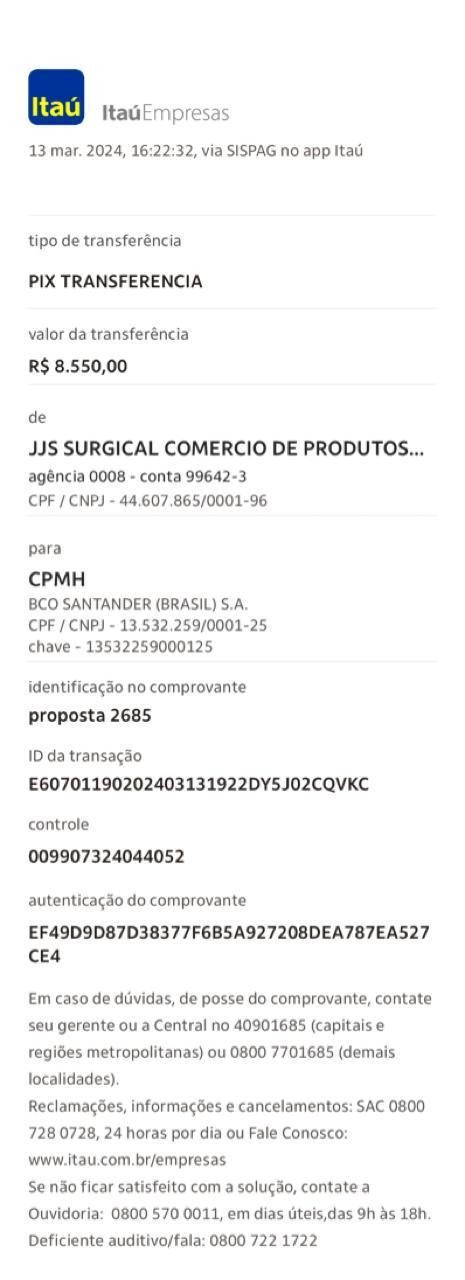 Itaú
ItaúEmpresas
13 mar. 2024, 16:22:32, via SISPAG no app Itaú
tipo de transferência
PIX TRANSFERENCIA
valor da transferência
R$ 8.550,00
de
JJS SURGICAL COMERCIO DE PRODUTOS...
agência 0008 - conta 99642-3
CPF / CNPJ - 44.607.865/0001-96
para
CPMH
BCO SANTANDER (BRASIL) S.A.
CPF / CNPJ - 13.532.259/0001-25
chave - 13532259000125
identificação no comprovante
proposta 2685
ID da transação
E60701190202403131922DY5J02CQVKC
controle
009907324044052
autenticação do comprovante
EF49D9D87D38377F6B5A927208DEA787EA527
CE4
Em caso de dúvidas, de posse do comprovante, contate
seu gerente ou a Central no 40901685 (capitais e
regiões metropolitanas) ou 0800 7701685 (demais
localidades).
Reclamações, informações e cancelamentos: SAC 0800
728 0728, 24 horas por dia ou Fale Conosco:
www.itau.com.br/empresas
Se não ficar satisfeito com a solução, contate a
Ouvidoria:  0800 570 0011, em dias úteis,das 9h às 18h.
Deficiente auditivo/fala: 0800 722 1722